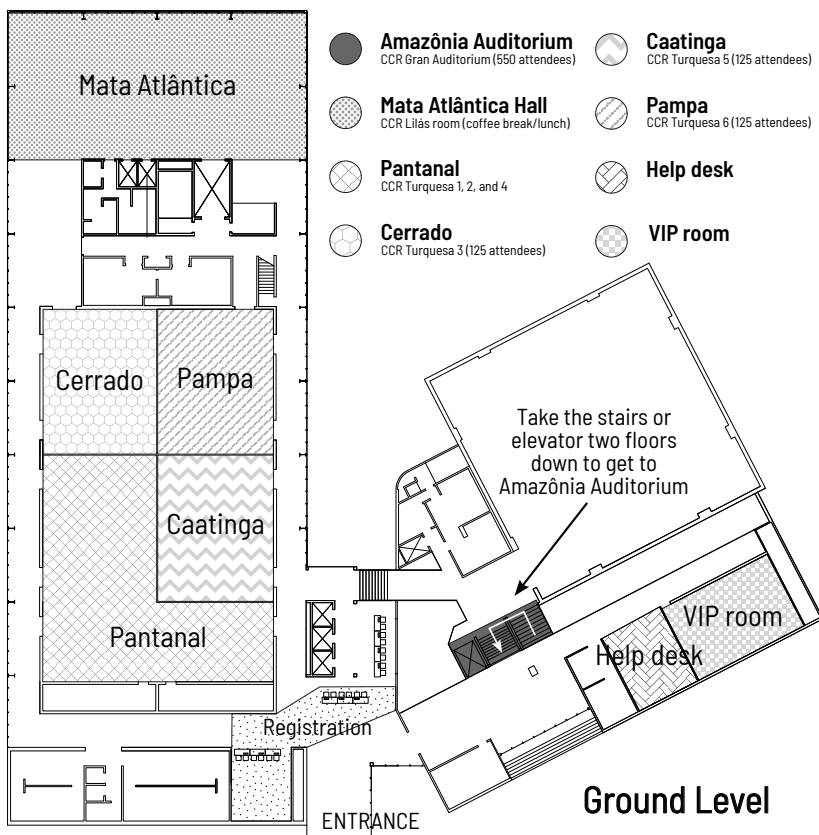 Mata Atlântica
Amazônia Auditorium
CCR Gran Auditorium (550 attendees)
Mata Atlântica Hall
CCR Lilás room (coffee break/lunch)
Pantanal
CCR Turquesa 1, 2, and 4
Cerrado
CCR Turquesa 3 (125 attendees)
Caatinga
CCR Turquesa 5 (125 attendees)
Pampa
CCR Turquesa 6 (125 attendees)
Help desk
VIP room
Cerrado
Pampa
Caatinga
Pantanal
Take the stairs or
elevator two floors
down to get to
Amazônia Auditorium
VIP room
Help desk
Registration
ENTRANCE
Ground Level